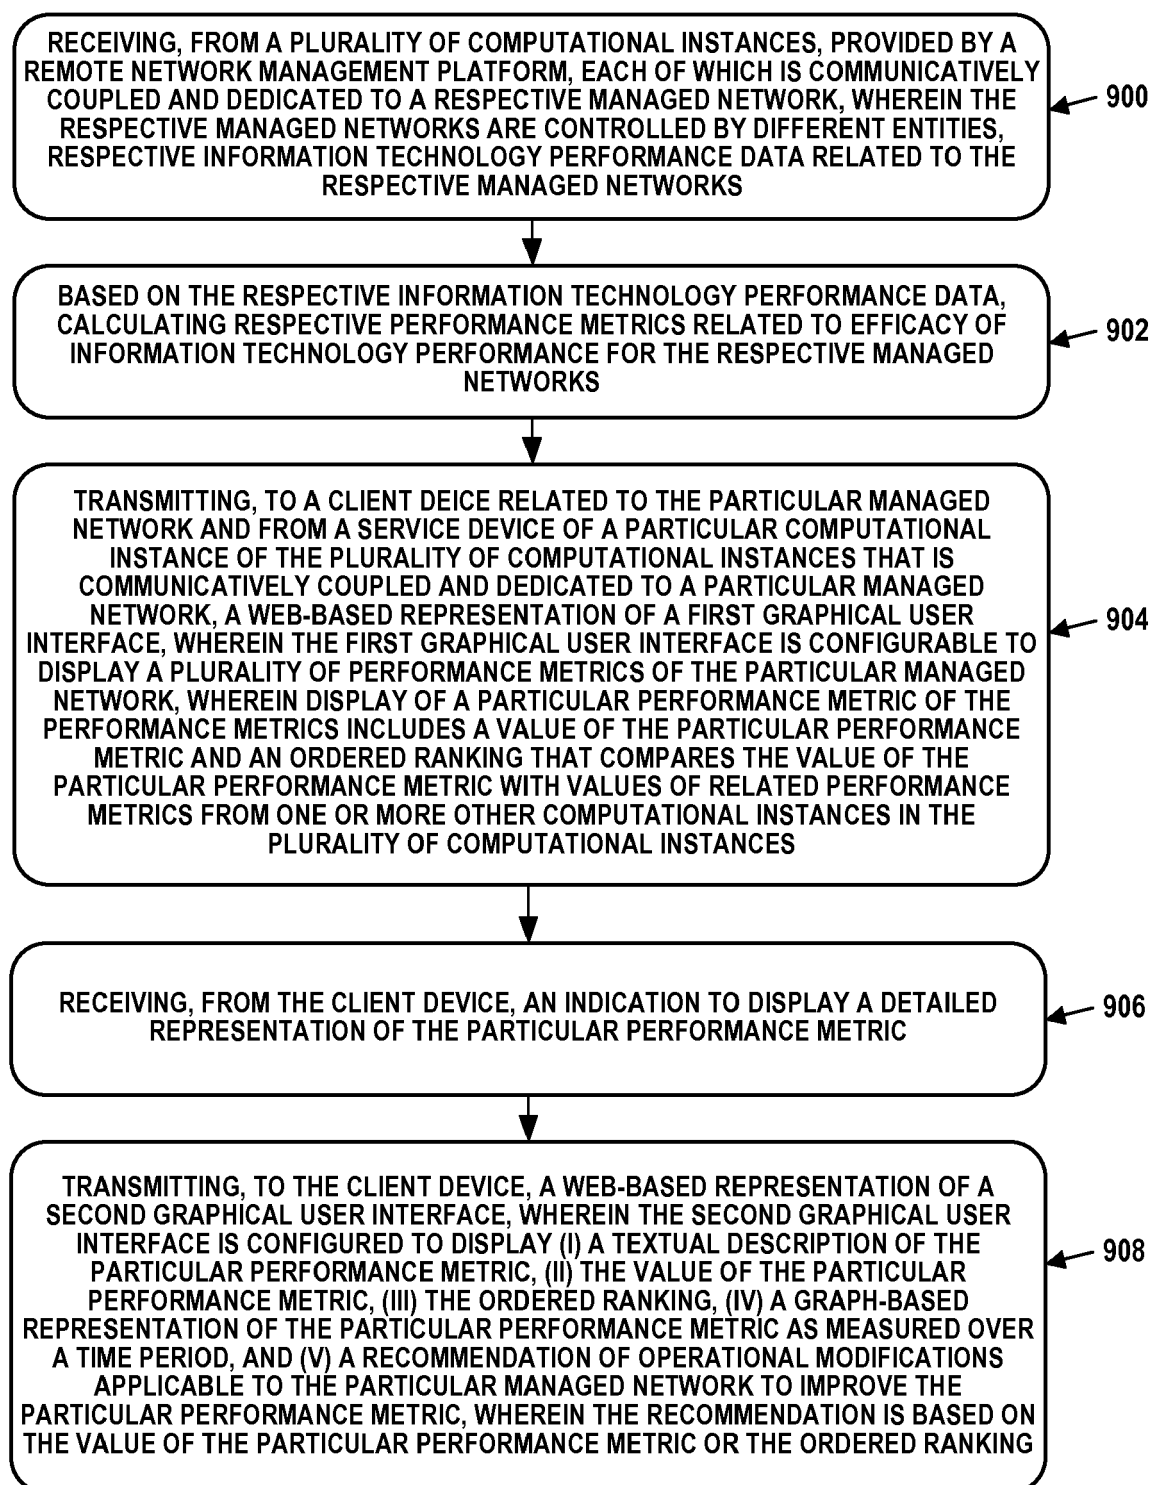 RECEIVING, FROM A PLURALITY OF COMPUTATIONAL INSTANCES, PROVIDED BY A
REMOTE NETWORK MANAGEMENT PLATFORM, EACH OF WHICH IS COMMUNICATIVELY
COUPLED AND DEDICATED TO A RESPECTIVE MANAGED NETWORK, WHEREIN THE
RESPECTIVE MANAGED NETWORKS ARE CONTROLLED BY DIFFERENT ENTITIES,
RESPECTIVE INFORMATION TECHNOLOGY PERFORMANCE DATA RELATED TO THE
RESPECTIVE MANAGED NETWORKS
900
BASED ON THE RESPECTIVE INFORMATION TECHNOLOGY PERFORMANCE DATA,
CALCULATING RESPECTIVE PERFORMANCE METRICS RELATED TO EFFICACY OF
INFORMATION TECHNOLOGY PERFORMANCE FOR THE RESPECTIVE MANAGED
NETWORKS
902
TRANSMITTING, TO A CLIENT DEICE RELATED TO THE PARTICULAR MANAGED
NETWORK AND FROM A SERVICE DEVICE OF A PARTICULAR COMPUTATIONAL
INSTANCE OF THE PLURALITY OF COMPUTATIONAL INSTANCES THAT IS
COMMUNICATIVELY COUPLED AND DEDICATED TO A PARTICULAR MANAGED
NETWORK, A WEB-BASED REPRESENTATION OF A FIRST GRAPHICAL USER
INTERFACE, WHEREIN THE FIRST GRAPHICAL USER INTERFACE IS CONFIGURABLE TO
DISPLAY A PLURALITY OF PERFORMANCE METRICS OF THE PARTICULAR MANAGED
NETWORK, WHEREIN DISPLAY OF A PARTICULAR PERFORMANCE METRIC OF THE
PERFORMANCE METRICS INCLUDES A VALUE OF THE PARTICULAR PERFORMANCE
METRIC AND AN ORDERED RANKING THAT COMPARES THE VALUE OF THE
PARTICULAR PERFORMANCE METRIC WITH VALUES OF RELATED PERFORMANCE
METRICS FROM ONE OR MORE OTHER COMPUTATIONAL INSTANCES IN THE
PLURALITY OF COMPUTATIONAL INSTANCES
904
RECEIVING, FROM THE CLIENT DEVICE, AN INDICATION TO DISPLAY A DETAILED
REPRESENTATION OF THE PARTICULAR PERFORMANCE METRIC
906
TRANSMITTING, TO THE CLIENT DEVICE, A WEB-BASED REPRESENTATION OF A
SECOND GRAPHICAL USER INTERFACE, WHEREIN THE SECOND GRAPHICAL USER
INTERFACE IS CONFIGURED TO DISPLAY (I) A TEXTUAL DESCRIPTION OF THE
PARTICULAR PERFORMANCE METRIC, (II) THE VALUE OF THE PARTICULAR
PERFORMANCE METRIC, (III) THE ORDERED RANKING, (IV) A GRAPH-BASED
REPRESENTATION OF THE PARTICULAR PERFORMANCE METRIC AS MEASURED OVER
A TIME PERIOD, AND (V) A RECOMMENDATION OF OPERATIONAL MODIFICATIONS
APPLICABLE TO THE PARTICULAR MANAGED NETWORK TO IMPROVE THE
PARTICULAR PERFORMANCE METRIC, WHEREIN THE RECOMMENDATION IS BASED ON
THE VALUE OF THE PARTICULAR PERFORMANCE METRIC OR THE ORDERED RANKING
908